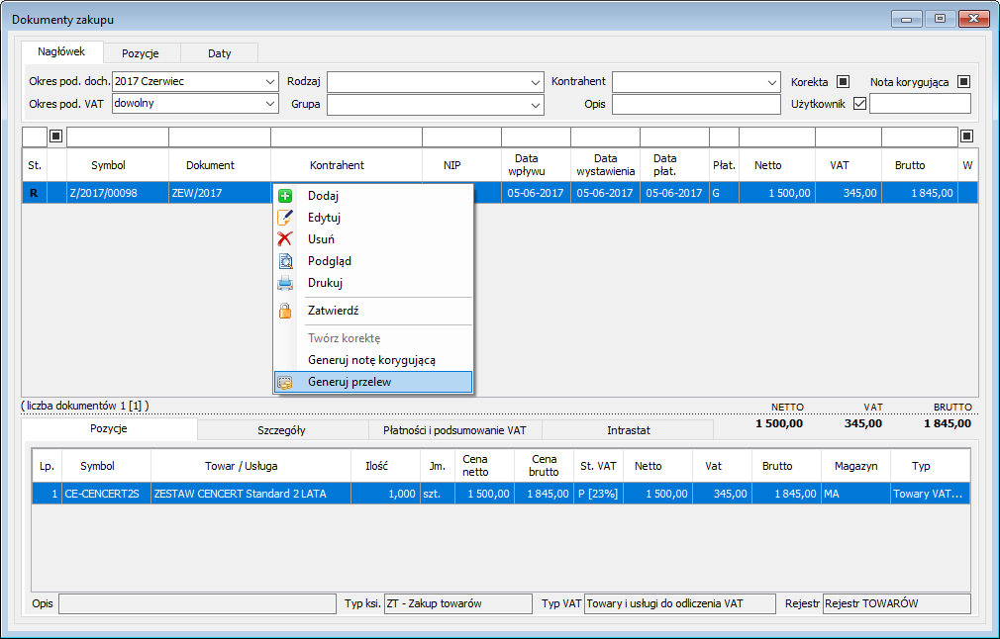 Dokumenty zakupu
Nagłówek Pozycje Daty
Okres pod. doch. 2017 Czerwiec Rodzaj Kontrahent Korekta Nota korygująca
Okres pod. VAT dowolny Grupa Opis Użytkownik
St. Symbol Dokument Kontrahent NIP Data wpływu Data wystawienia Data płat. Płat. Netto VAT Brutto W
R Z/2017/00098 ZEW/2017 05-06-2017 05-06-2017 05-06-2017 G 1 500,00 345,00 1 845,00
Dodaj
Edytuj
Usuń
Podgląd
Drukuj
Zatwierdź
Twórz korektę
Generuj notę korygującą
Generuj przelew
( liczba dokumentów 1 [1] ) NETTO VAT BRUTTO
1 500,00 345,00 1 845,00
Pozycje Szczegóły Płatności i podsumowanie VAT Intrastat
Lp. Symbol Towar / Usługa Ilość Jm. Cena netto Cena brutto St. VAT Netto Vat Brutto Magazyn Typ
1 CE-CENCERT2S ZESTAW CENCERT Standard 2 LATA 1,000 szt. 1 500,00 1 845,00 P [23%] 1 500,00 345,00 1 845,00 MA Towary VAT...
Opis Typ ksi. ZT - Zakup towarów Typ VAT Towary i usługi do odliczenia VAT Rejestr Rejestr TOWARÓW